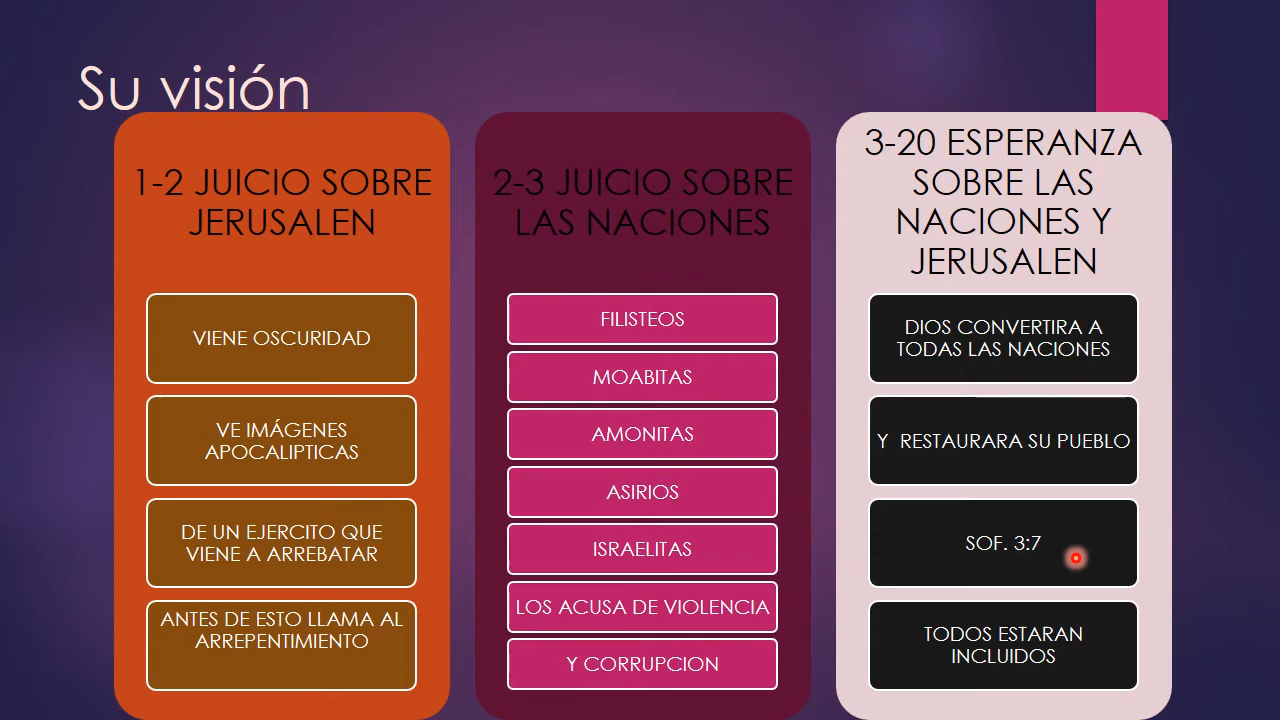 Su visión
1-2 JUICIO SOBRE
JERUSALEN
VIENE OSCURIDAD
VE IMÁGENES
APOCALIPTICAS
DE UN EJERCITO QUE
VIENE A ARREBATAR
ANTES DE ESTO LLAMA AL
ARREPENTIMIENTO
2-3 JUICIO SOBRE
LAS NACIONES
FILISTEOS
MOABITAS
AMONITAS
ASIRIOS
ISRAELITAS
LOS ACUSA DE VIOLENCIA
Y CORRUPCION
3-20 ESPERANZA
SOBRE LAS
NACIONES Y
JERUSALEN
DIOS CONVERTIRA A
TODAS LAS NACIONES
Y RESTAURARA SU PUEBLO
SOF. 3:7
TODOS ESTARAN
INCLUIDOS